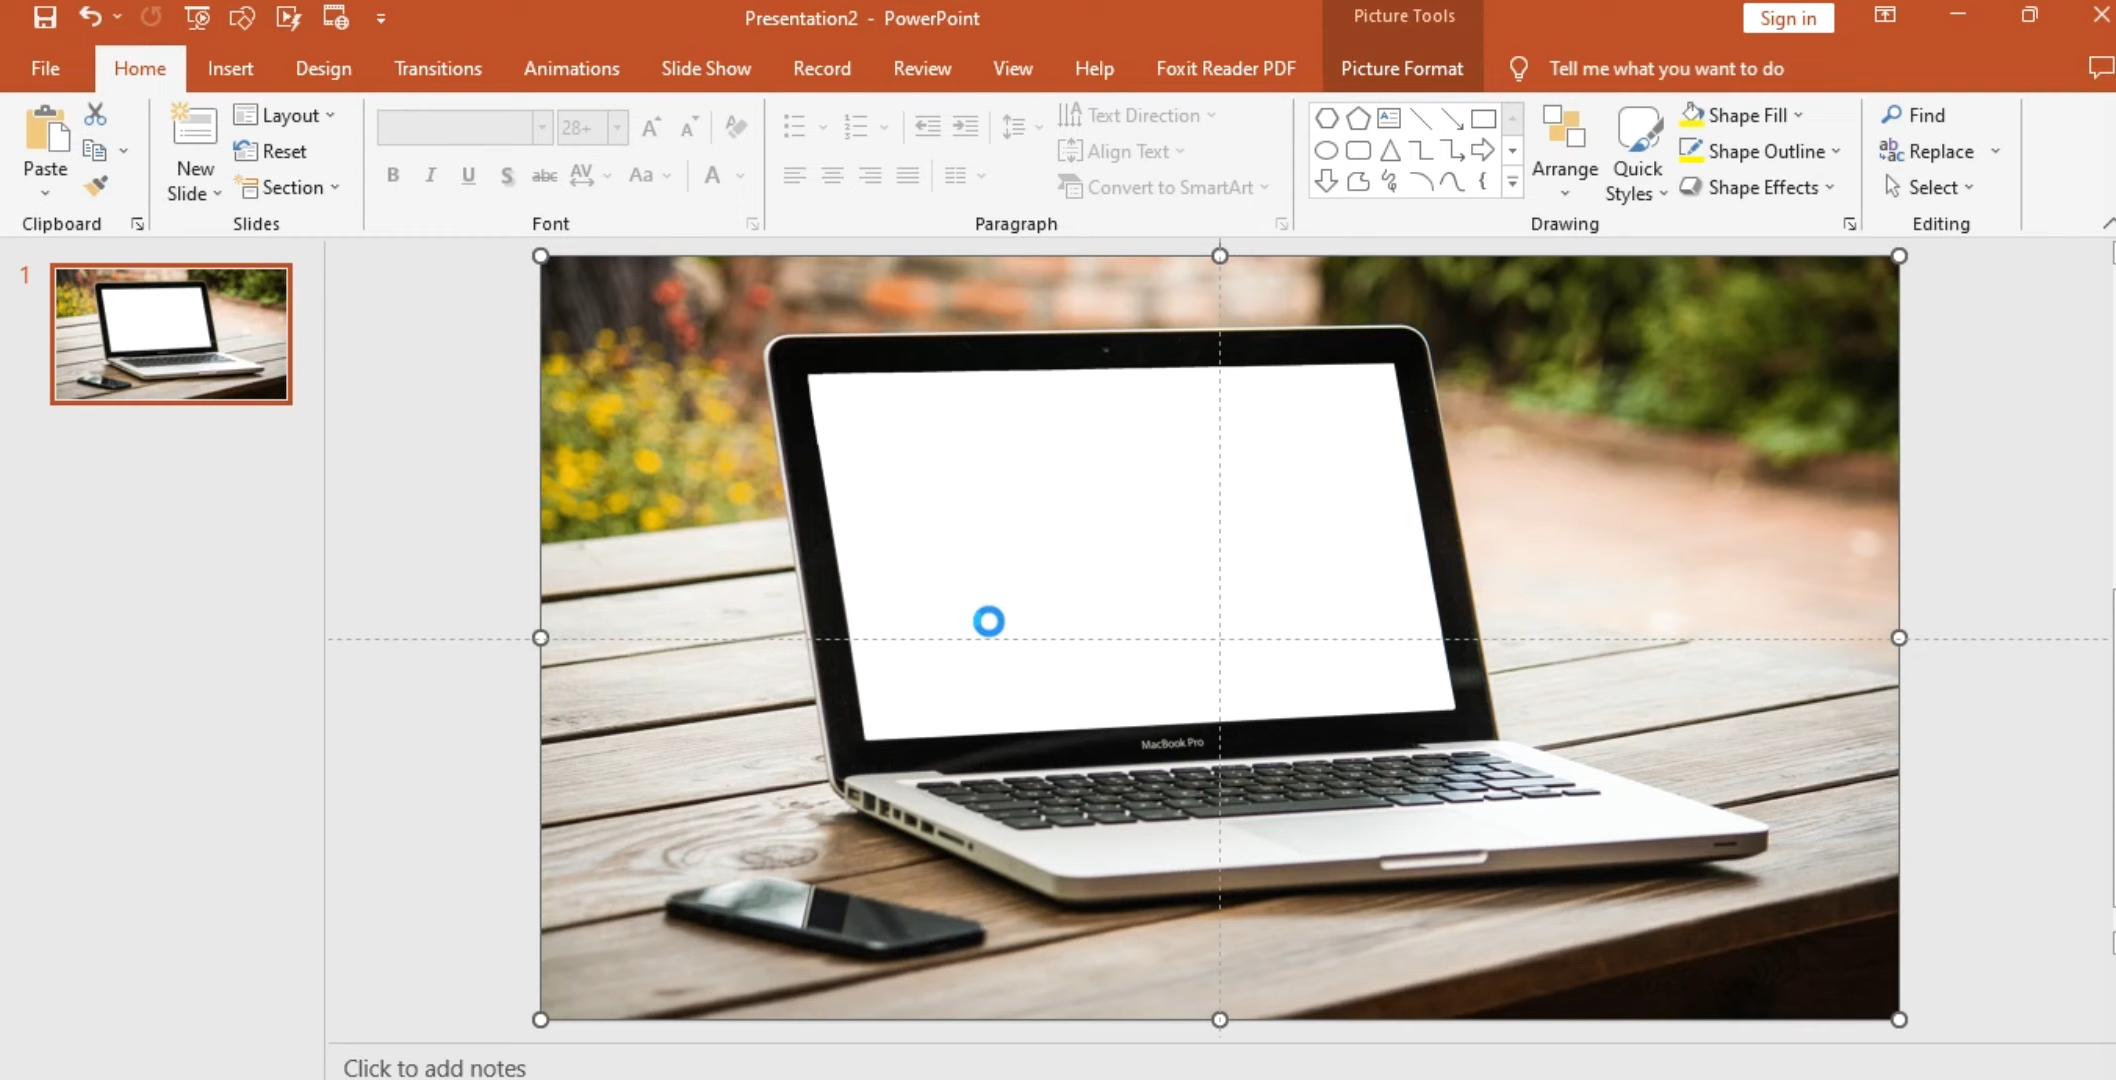 Presentation2 - PowerPoint
Picture Tools
Sign in
File
Home
Insert
Design
Transitions
Animations
Slide Show
Record
Review
View
Help
Foxit Reader PDF
Picture Format
Tell me what you want to do
Paste
Clipboard
New
Slide
Layout
Reset
Section
Slides
28+
A A
B I U S abc AV Aa A
Font
Text Direction
Align Text
Convert to SmartArt
Paragraph
Arrange
Quick
Styles
Shape Fill
Shape Outline
Shape Effects
Drawing
Find
Replace
Select
Editing
1
MacBook Pro
Click to add notes